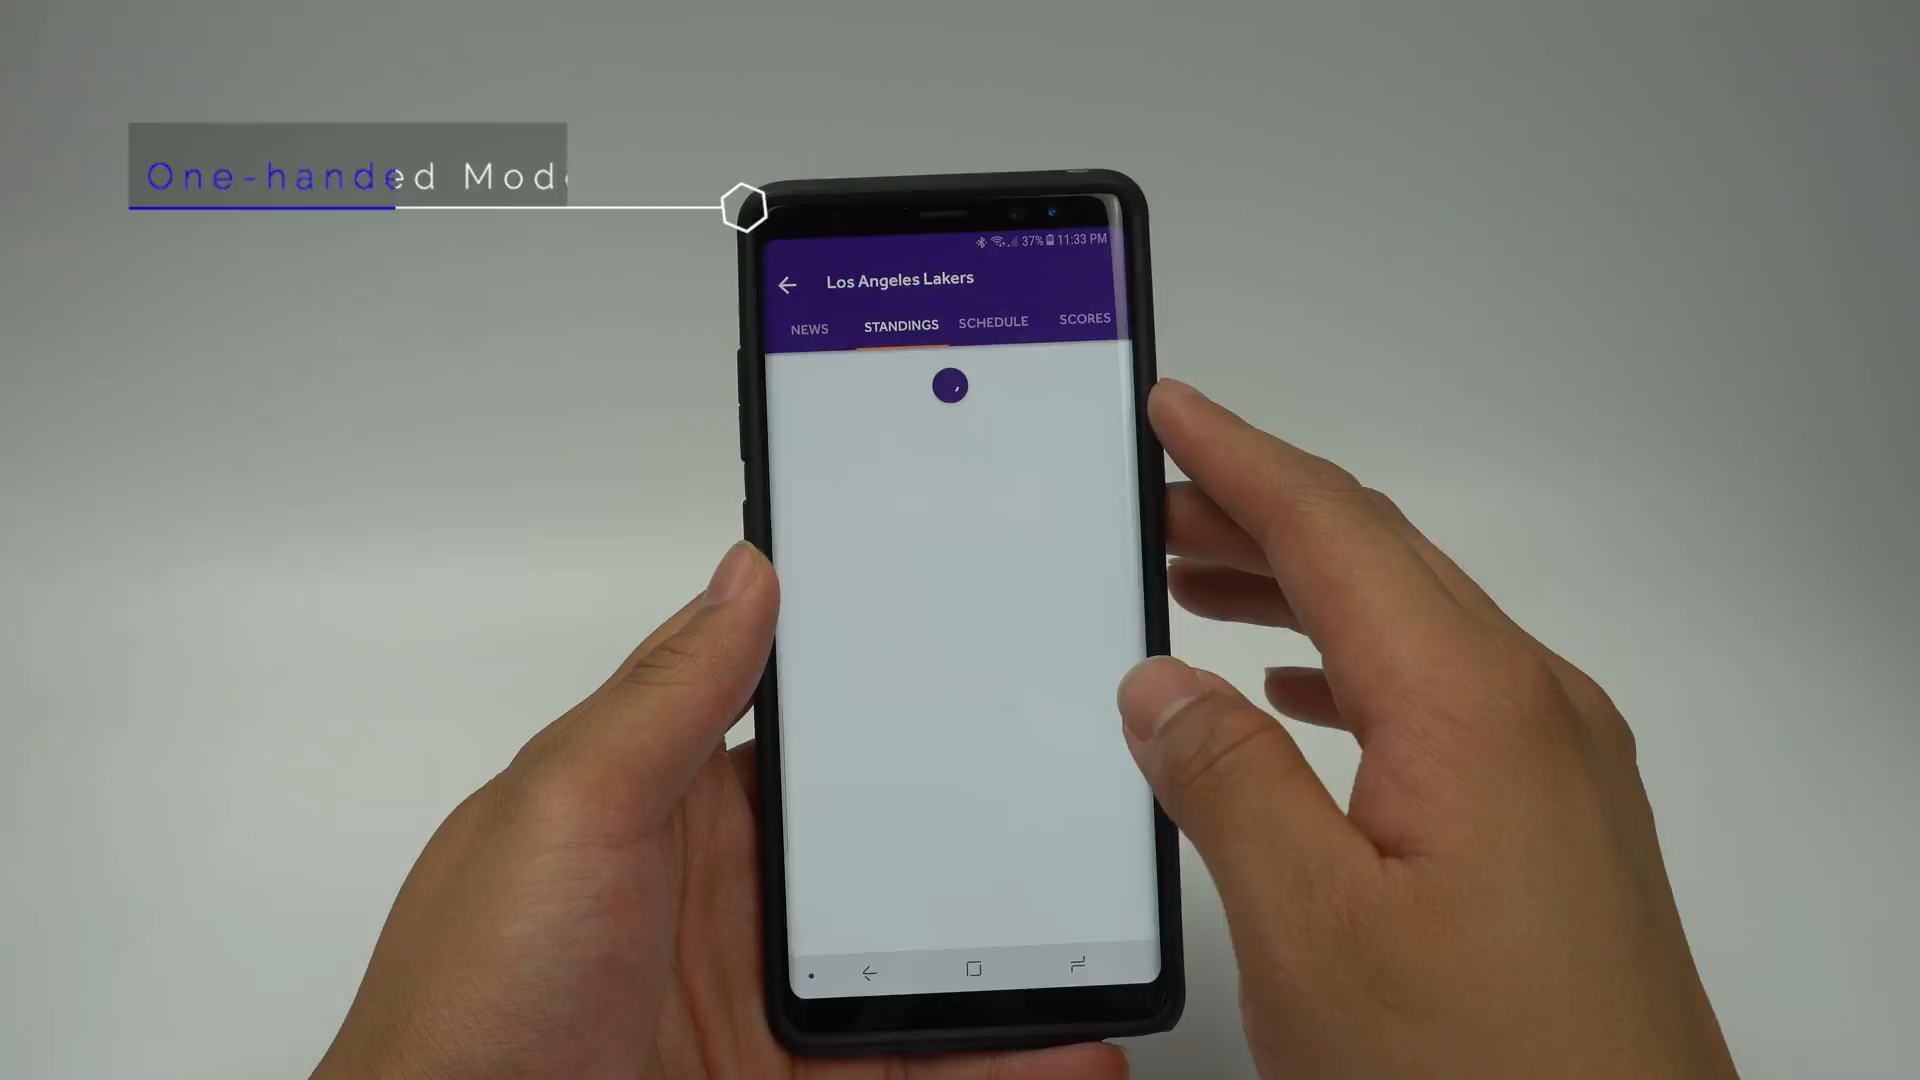 One-handed Mod
37% 11:33 PM
Los Angeles Lakers
NEWS STANDINGS SCHEDULE SCORES